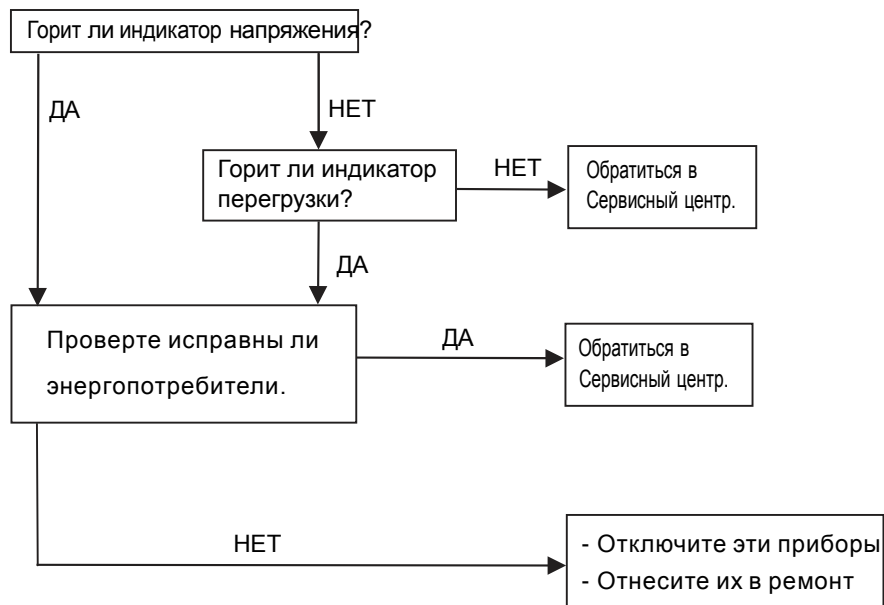 Горит ли индикатор напряжения?
ДА
НЕТ
Горит ли индикатор
перегрузки?
НЕТ
Обратиться в
Сервисный центр.
ДА
Проверте исправны ли
энергопотребители.
ДА
Обратиться в
Сервисный центр.
НЕТ
- Отключите эти приборы
- Отнесите их в ремонт